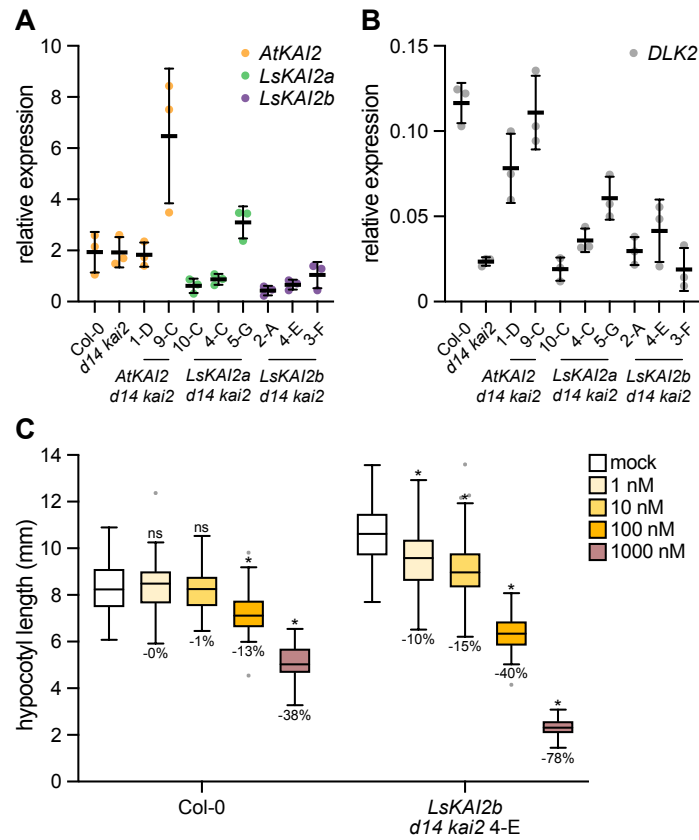 A
10
8
6
4
2
0
relative expression
AtKAI2
LsKAI2a
LsKAI2b
Col-0
d14 kai2
1-D
9-C
10-C
4-C
5-G
2-A
4-E
3-F
AtKAI2
d14 kai2
LsKAI2a
d14 kai2
LsKAI2b
d14 kai2
B
0.15
0.10
0.05
0.00
relative expression
DLK2
Col-0
d14 kai2
1-D
9-C
10-C
4-C
5-G
2-A
4-E
3-F
AtKAI2
d14 kai2
LsKAI2a
d14 kai2
LsKAI2b
d14 kai2
C
14
12
10
8
6
4
2
0
hypocotyl length (mm)
ns
ns
*
*
-0%
-1%
-13%
-38%
*
*
*
*
-10%
-15%
-40%
-78%
Col-0
LsKAI2b
d14 kai2 4-E
mock
1 nM
10 nM
100 nM
1000 nM